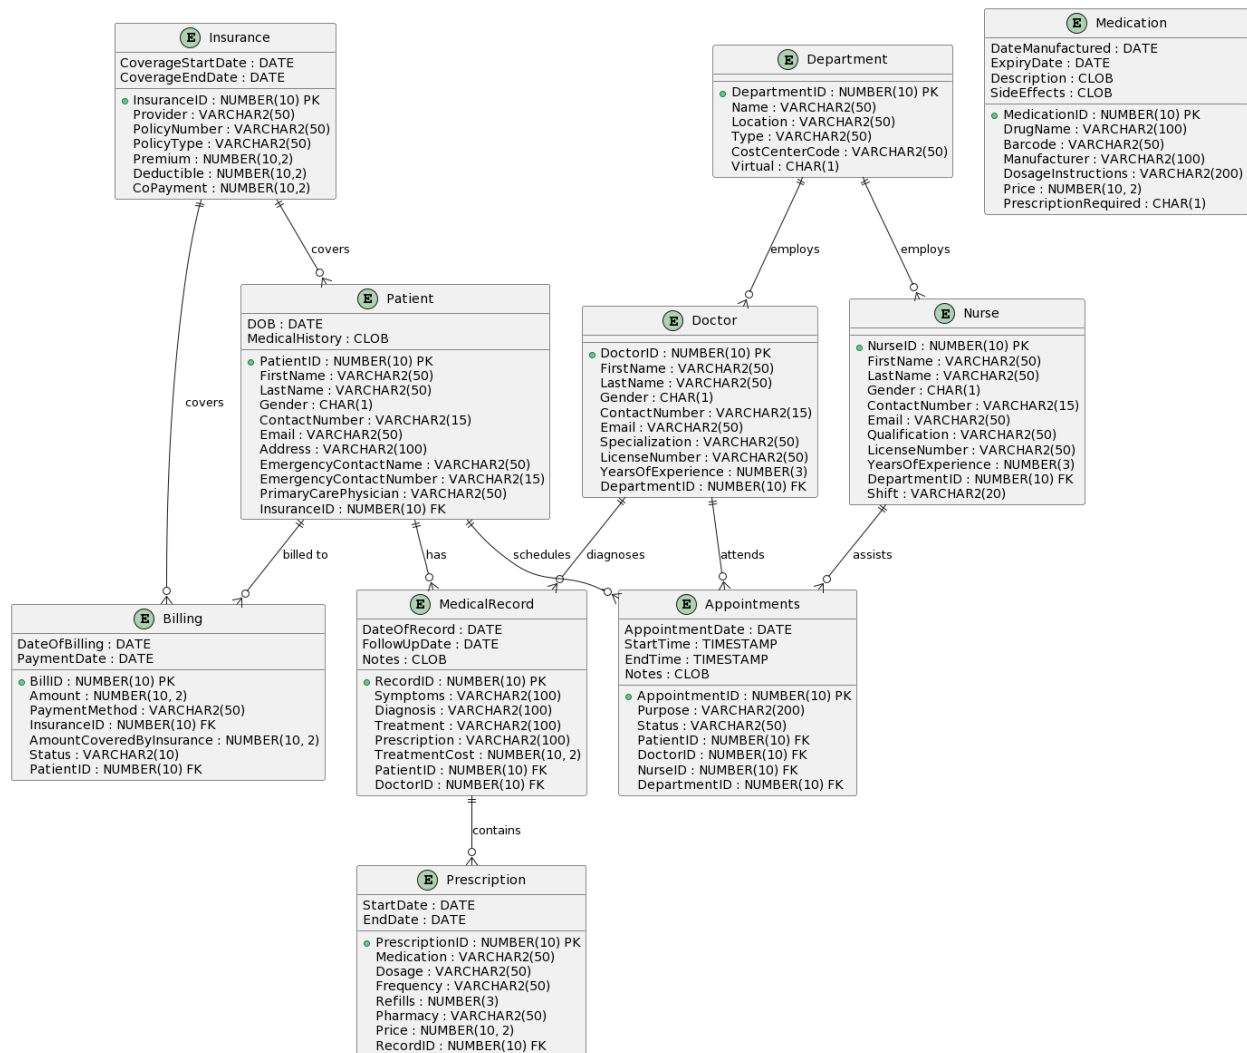 E Insurance
CoverageStartDate : DATE
CoverageEndDate : DATE
InsuranceID : NUMBER(10) PK
Provider : VARCHAR2(50)
PolicyNumber : VARCHAR2(50)
PolicyType : VARCHAR2(50)
Premium : NUMBER(10,2)
Deductible : NUMBER(10,2)
CoPayment : NUMBER(10,2)
E Department
DepartmentID : NUMBER(10) PK
Name : VARCHAR2(50)
Location : VARCHAR2(50)
Type : VARCHAR2(50)
CostCenterCode : VARCHAR2(50)
Virtual : CHAR(1)
E Medication
DateManufactured : DATE
ExpiryDate : DATE
Description : CLOB
SideEffects : CLOB
MedicationID : NUMBER(10) PK
DrugName : VARCHAR2(100)
Barcode : VARCHAR2(50)
Manufacturer : VARCHAR2(100)
DosageInstructions : VARCHAR2(200)
Price : NUMBER(10, 2)
PrescriptionRequired : CHAR(1)
covers
employs
employs
covers
E Patient
DOB : DATE
MedicalHistory : CLOB
PatientID : NUMBER(10) PK
FirstName : VARCHAR2(50)
LastName : VARCHAR2(50)
Gender : CHAR(1)
ContactNumber : VARCHAR2(15)
Email : VARCHAR2(50)
Address : VARCHAR2(100)
EmergencyContactName : VARCHAR2(50)
EmergencyContactNumber : VARCHAR2(15)
PrimaryCarePhysician : VARCHAR2(50)
InsuranceID : NUMBER(10) FK
E Doctor
DoctorID : NUMBER(10) PK
FirstName : VARCHAR2(50)
LastName : VARCHAR2(50)
Gender : CHAR(1)
ContactNumber : VARCHAR2(15)
Email : VARCHAR2(50)
Specialization : VARCHAR2(50)
LicenseNumber : VARCHAR2(50)
YearsOfExperience : NUMBER(3)
DepartmentID : NUMBER(10) FK
E Nurse
NurseID : NUMBER(10) PK
FirstName : VARCHAR2(50)
LastName : VARCHAR2(50)
Gender : CHAR(1)
ContactNumber : VARCHAR2(15)
Email : VARCHAR2(50)
Qualification : VARCHAR2(50)
LicenseNumber : VARCHAR2(50)
YearsOfExperience : NUMBER(3)
DepartmentID : NUMBER(10) FK
Shift : VARCHAR2(20)
billed to
has
schedules
diagnoses
attends
assists
E Billing
DateOfBilling : DATE
PaymentDate : DATE
BillID : NUMBER(10) PK
Amount : NUMBER(10, 2)
PaymentMethod : VARCHAR2(50)
InsuranceID : NUMBER(10) FK
AmountCoveredByInsurance : NUMBER(10, 2)
Status : VARCHAR2(10)
PatientID : NUMBER(10) FK
E MedicalRecord
DateOfRecord : DATE
FollowUpDate : DATE
Notes : CLOB
RecordID : NUMBER(10) PK
Symptoms : VARCHAR2(100)
Diagnosis : VARCHAR2(100)
Treatment : VARCHAR2(100)
Prescription : VARCHAR2(100)
TreatmentCost : NUMBER(10, 2)
PatientID : NUMBER(10) FK
DoctorID : NUMBER(10) FK
E Appointments
AppointmentDate : DATE
StartTime : TIMESTAMP
EndTime : TIMESTAMP
Notes : CLOB
AppointmentID : NUMBER(10) PK
Purpose : VARCHAR2(200)
Status : VARCHAR2(50)
PatientID : NUMBER(10) FK
DoctorID : NUMBER(10) FK
NurseID : NUMBER(10) FK
DepartmentID : NUMBER(10) FK
contains
E Prescription
StartDate : DATE
EndDate : DATE
PrescriptionID : NUMBER(10) PK
Medication : VARCHAR2(50)
Dosage : VARCHAR2(50)
Frequency : VARCHAR2(50)
Refills : NUMBER(3)
Pharmacy : VARCHAR2(50)
Price : NUMBER(10, 2)
RecordID : NUMBER(10) FK